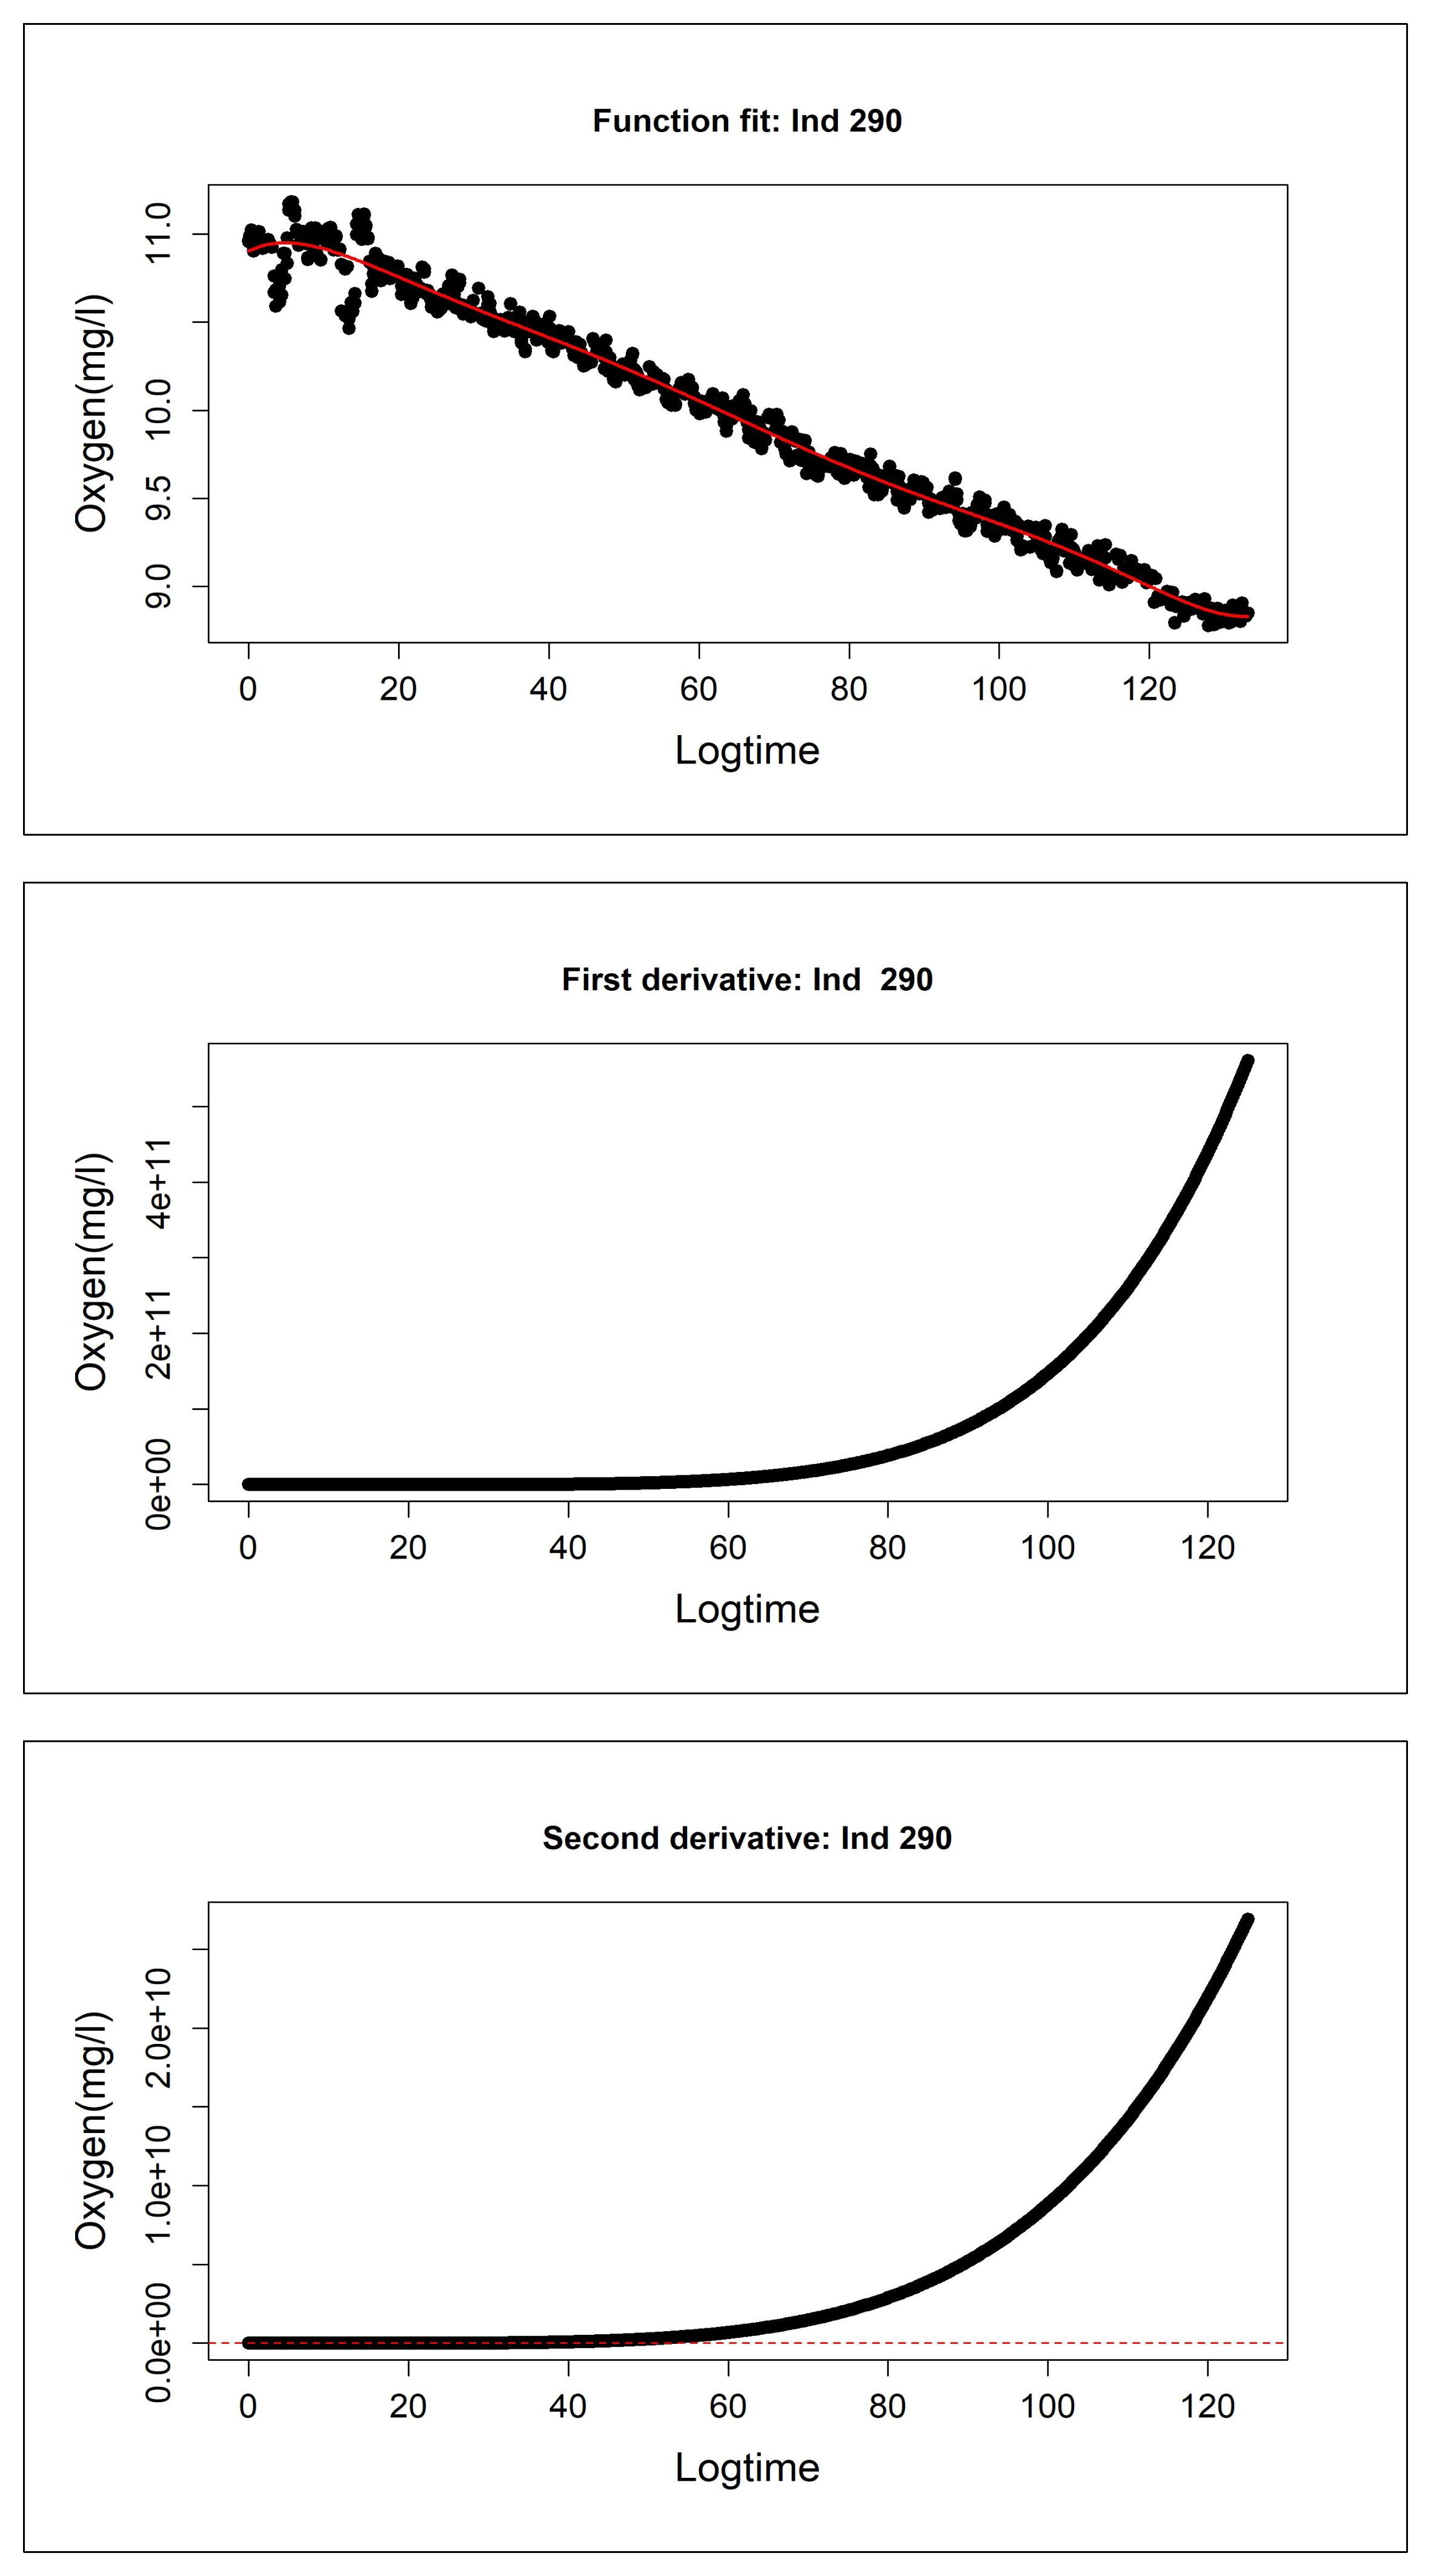 Function fit: Ind 290
Oxygen(mg/l)
11.0
10.0
9.5
9.0
0 20 40 60 80 100 120
Logtime
First derivative: Ind  290
Oxygen(mg/l)
4e+11
2e+11
0e+00
0 20 40 60 80 100 120
Logtime
Second derivative: Ind 290
Oxygen(mg/l)
2.0e+10
1.0e+10
0.0e+00
0 20 40 60 80 100 120
Logtime